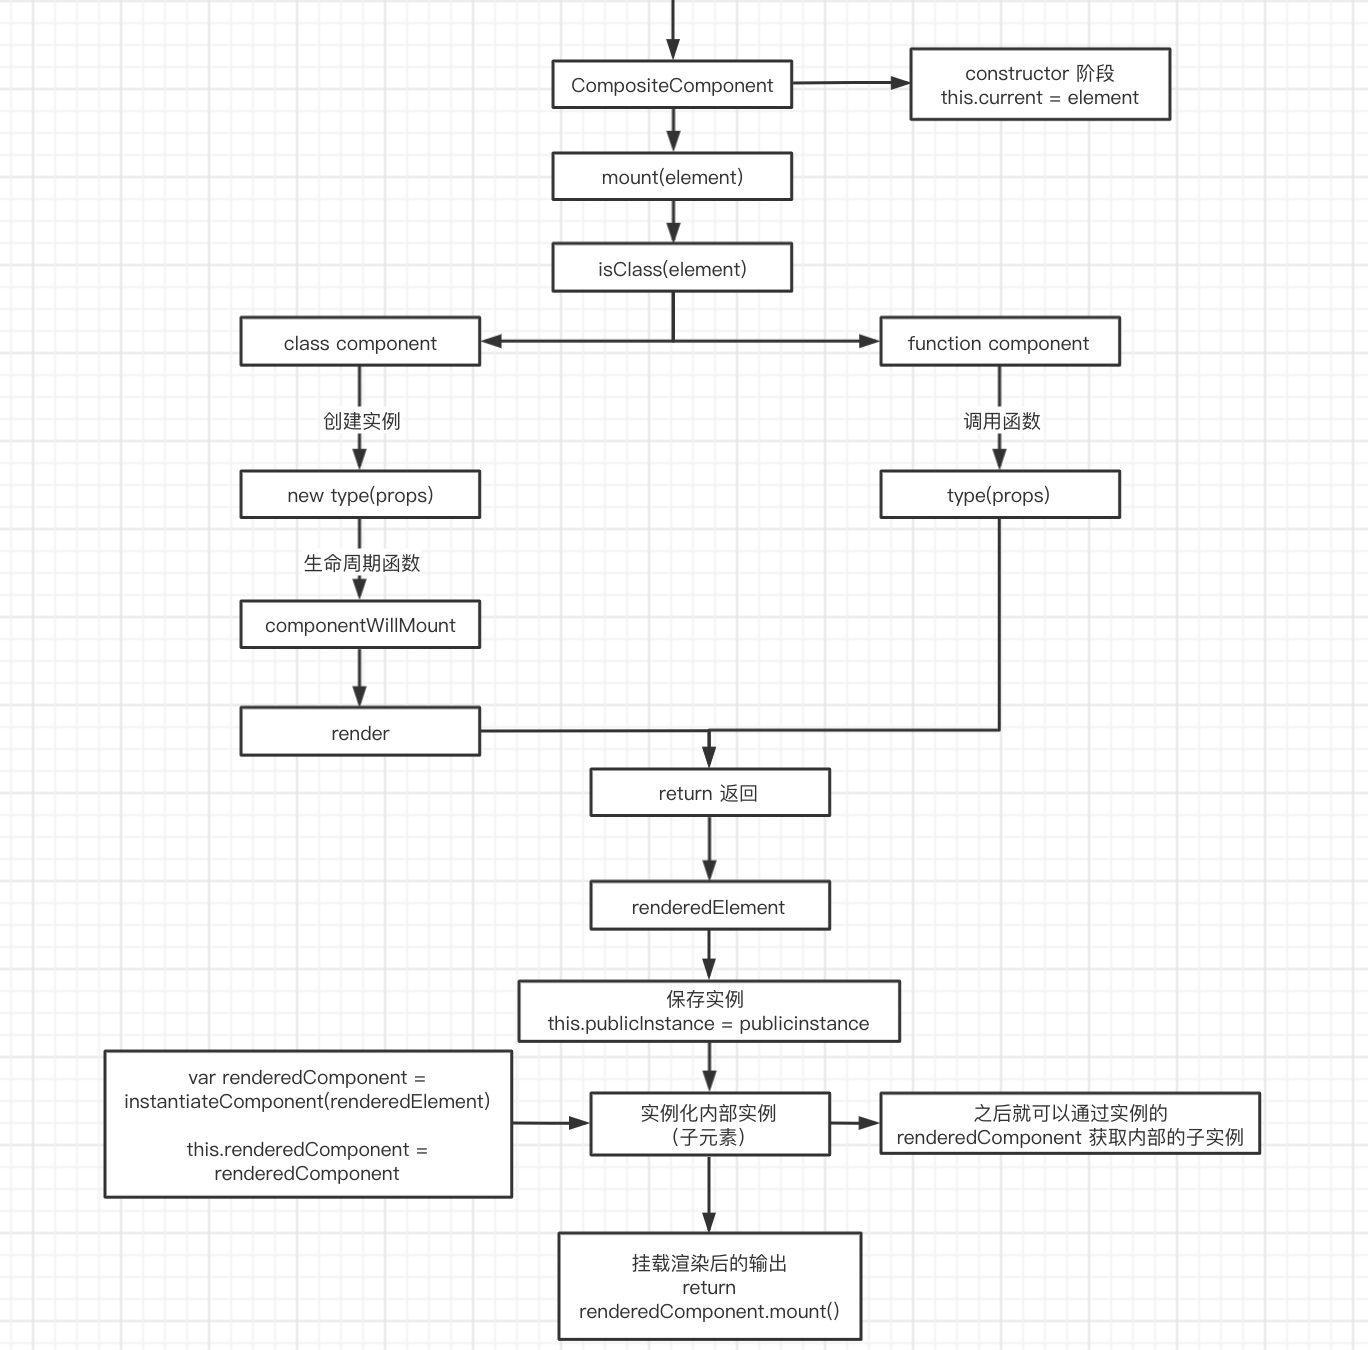 CompositeComponent
constructor 阶段
this.current = element
mount(element)
isClass(element)
class component
function component
创建实例
调用函数
new type(props)
type(props)
生命周期函数
componentWillMount
render
return 返回
renderedElement
保存实例
this.publicInstance = publicinstance
var renderedComponent =
instantiateComponent(renderedElement)
this.renderedComponent =
renderedComponent
实例化内部实例
（子元素）
之后就可以通过实例的
renderedComponent 获取内部的子实例
挂载渲染后的输出
return
renderedComponent.mount()